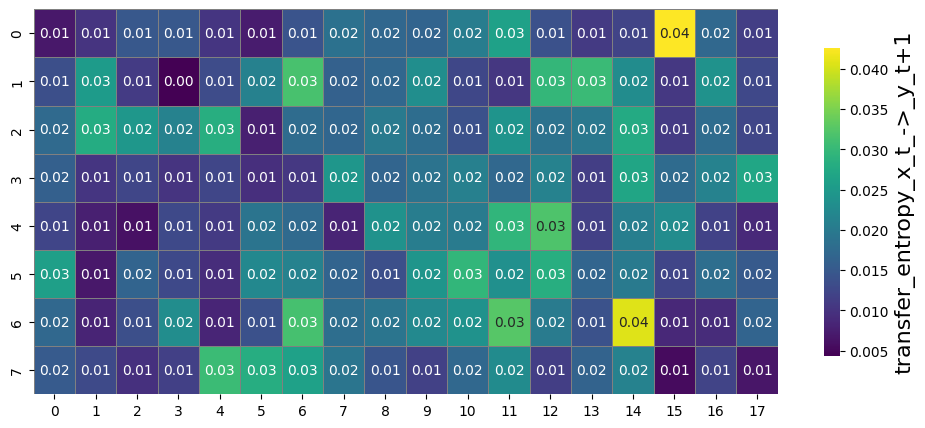 0 0.01 0.01 0.01 0.01 0.01 0.01 0.01 0.02 0.02 0.02 0.02 0.03 0.01 0.01 0.01 0.04 0.02 0.01
1 0.01 0.03 0.01 0.00 0.01 0.02 0.03 0.02 0.02 0.02 0.01 0.01 0.03 0.03 0.02 0.01 0.02 0.01
2 0.02 0.03 0.02 0.02 0.03 0.01 0.02 0.02 0.02 0.02 0.01 0.02 0.02 0.02 0.03 0.01 0.02 0.01
3 0.02 0.01 0.01 0.01 0.01 0.01 0.01 0.02 0.02 0.02 0.02 0.02 0.02 0.01 0.03 0.02 0.02 0.03
4 0.01 0.01 0.01 0.01 0.01 0.02 0.02 0.01 0.02 0.02 0.02 0.03 0.03 0.01 0.02 0.02 0.01 0.01
5 0.03 0.01 0.02 0.01 0.01 0.02 0.02 0.02 0.01 0.02 0.03 0.02 0.03 0.02 0.02 0.01 0.02 0.02
6 0.02 0.01 0.01 0.02 0.01 0.01 0.03 0.02 0.02 0.02 0.02 0.03 0.02 0.01 0.04 0.01 0.01 0.02
7 0.02 0.01 0.01 0.01 0.03 0.03 0.03 0.02 0.01 0.01 0.02 0.02 0.01 0.02 0.02 0.01 0.01 0.01
0 1 2 3 4 5 6 7 8 9 10 11 12 13 14 15 16 17
0.040
0.035
0.030
0.025
0.020
0.015
0.010
0.005
transfer_entropy_x_t_->_y_t+1